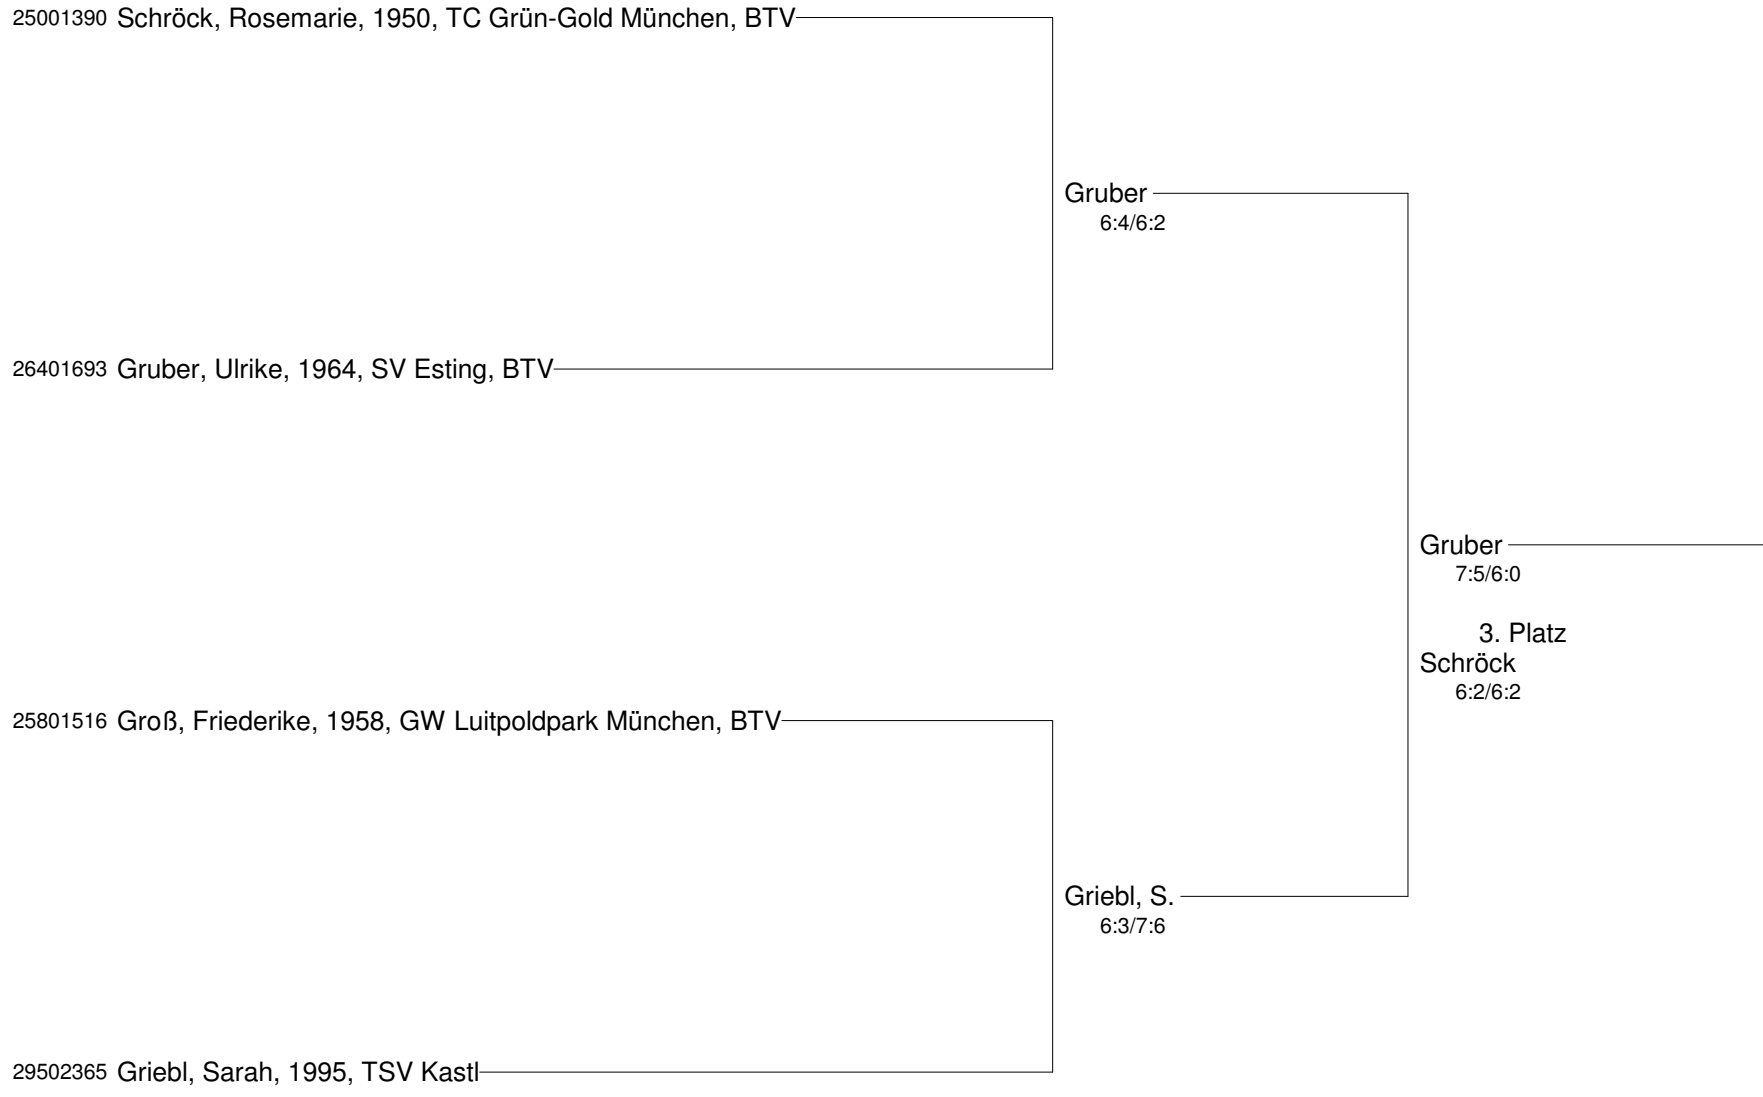 25001390 Schröck, Rosemarie, 1950, TC Grün-Gold München, BTV
Gruber
6:4/6:2
26401693 Gruber, Ulrike, 1964, SV Esting, BTV
Gruber
7:5/6:0
3. Platz
Schröck
6:2/6:2
25801516 Groß, Friederike, 1958, GW Luitpoldpark München, BTV
Griebl, S.
6:3/7:6
29502365 Griebl, Sarah, 1995, TSV Kastl